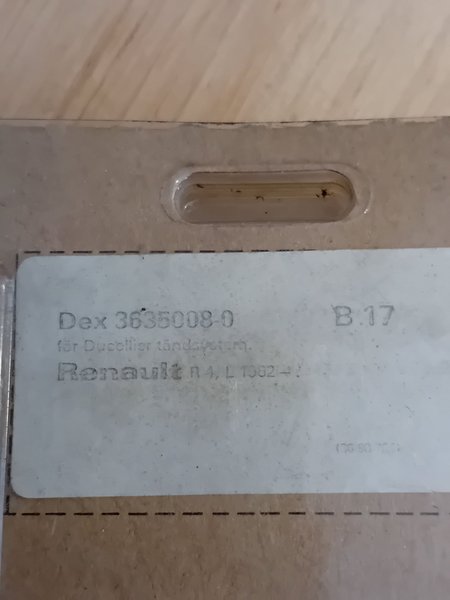 Dex 3635008-0 B.17
för Ducellier tändsystem.
Renault R 4, L 1962